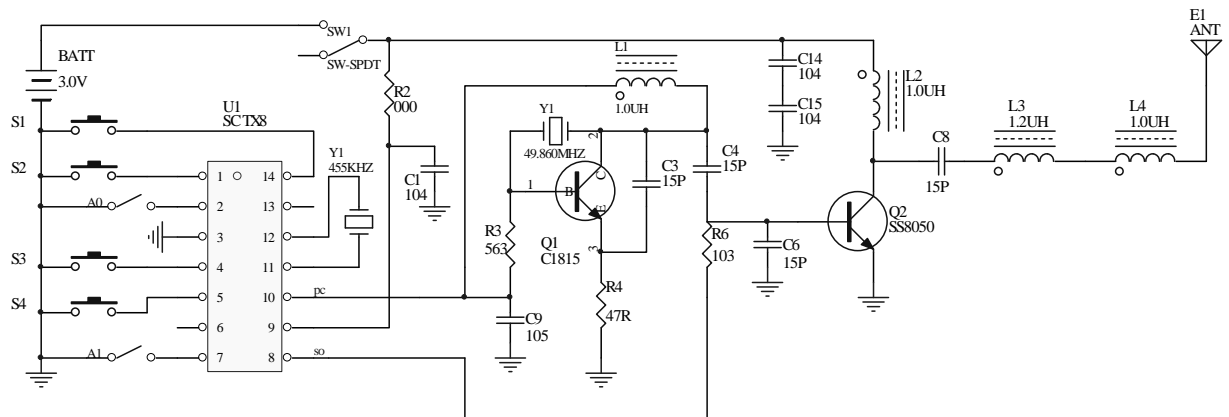 E1
ANT
SW1
SW-SPDT
BATT
3.0V
L1
1.0UH
C14
104
C15
104
L2
1.0UH
R2
000
U1
SCTX8
Y1
455KHZ
Y1
49.860MHZ
S1
S2
A0
S3
S4
A1
1
2
3
4
5
6
7
14
13
12
11
10
9
8
pc
so
C1
104
2
C
1
B
E
3
C3
15P
C4
15P
R3
563
Q1
C1815
R4
47R
C9
105
R6
103
C6
15P
Q2
SS8050
C8
15P
L3
1.2UH
L4
1.0UH